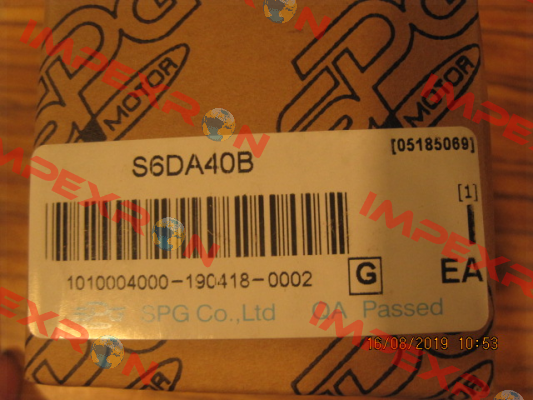 MOTOR
MOTOR
[05185069]
S6DA40B
[1]
1
1010004000-190418-0002
G
EA
SPG Co.,Ltd QA Passed
16/08/2019 10:53
IMPEXRON
IMPEXRON
IMPEXRON
IMPEXRON